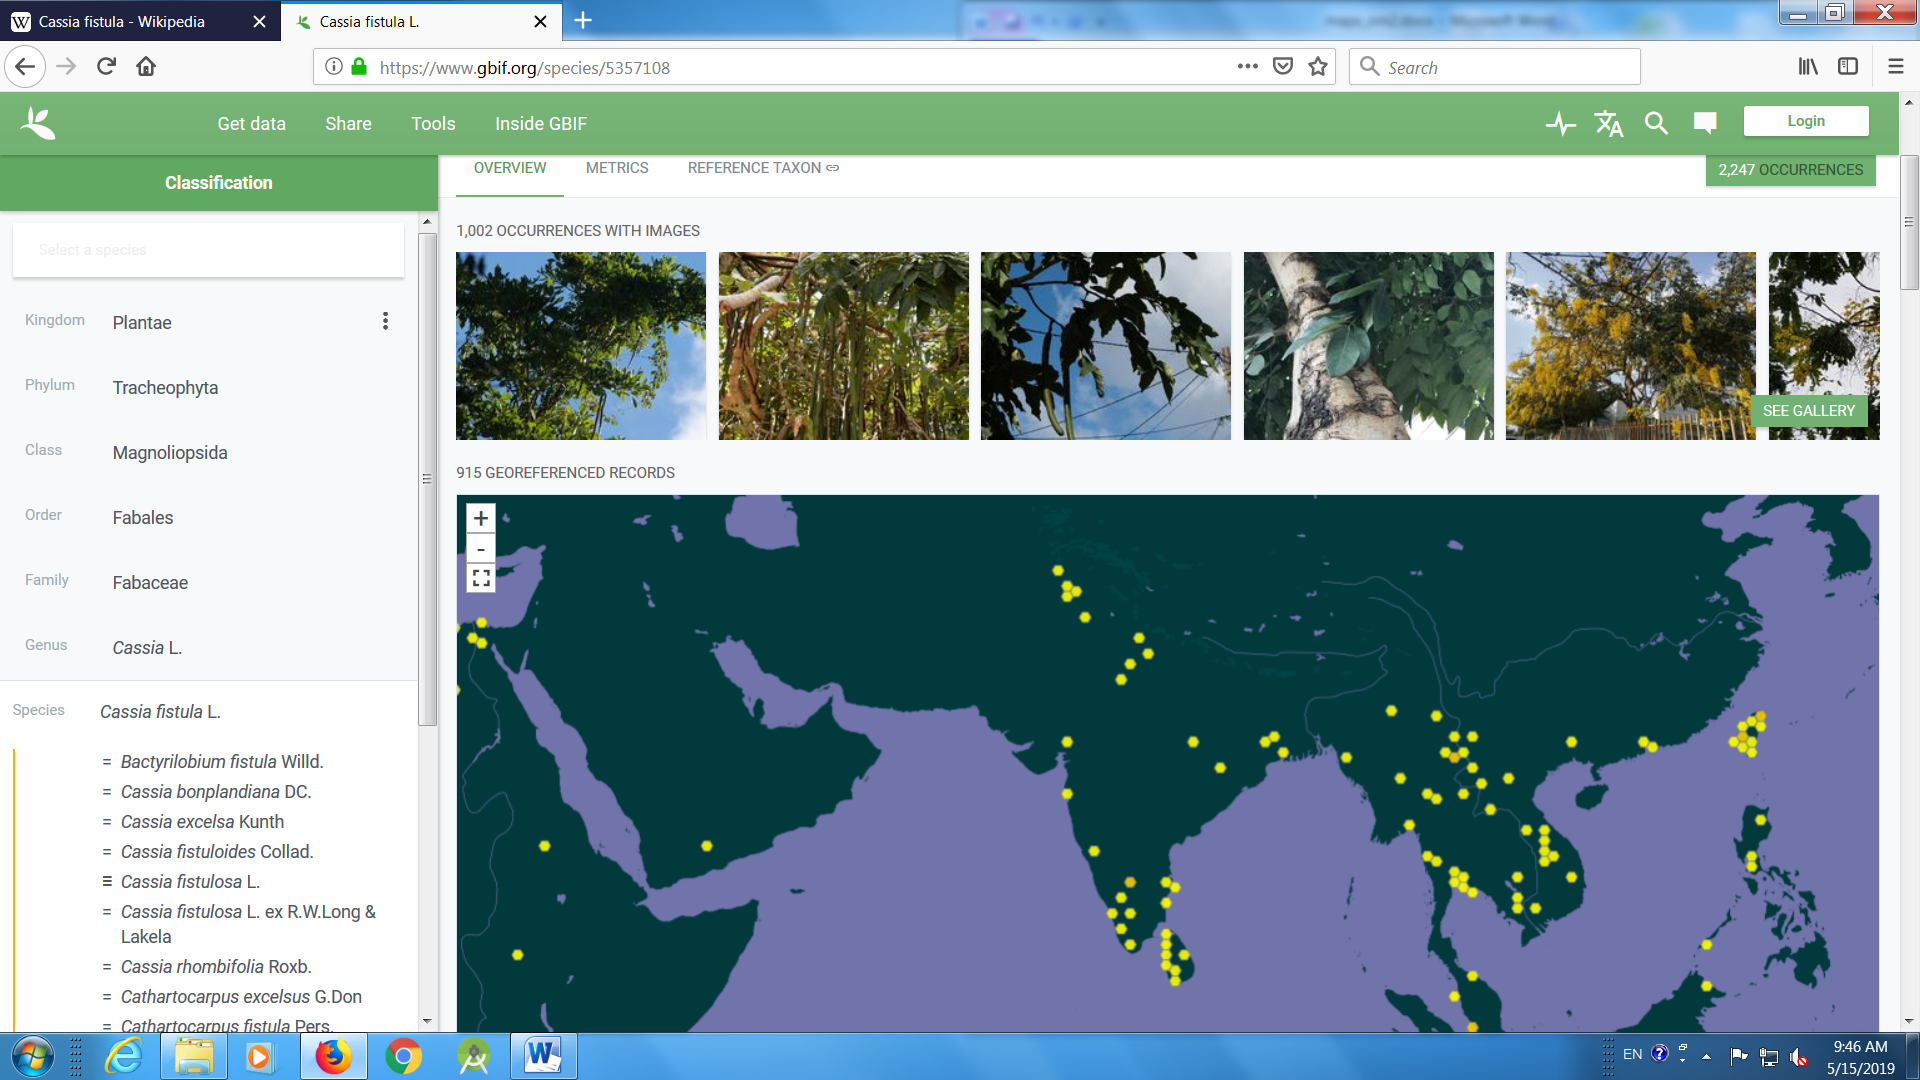 Cassia fistula - Wikipedia
Cassia fistula L.
https://www.gbif.org/species/5357108
Search
Get data
Share
Tools
Inside GBIF
Login
Classification
OVERVIEW
METRICS
REFERENCE TAXON
2,247 OCCURRENCES
Select a species
Kingdom Plantae
Phylum Tracheophyta
Class Magnoliopsida
Order Fabales
Family Fabaceae
Genus Cassia L.
Species Cassia fistula L.
= Bactyrilobium fistula Willd.
= Cassia bonplandiana DC.
= Cassia excelsa Kunth
= Cassia fistuloides Collad.
≡ Cassia fistulosa L.
= Cassia fistulosa L. ex R.W.Long &
Lakela
= Cassia rhombifolia Roxb.
= Cathartocarpus excelsus G.Don
= Cathartocarpus fistula Pers.
1,002 OCCURRENCES WITH IMAGES
SEE GALLERY
915 GEOREFERENCED RECORDS
+
-
EN
9:46 AM
5/15/2019